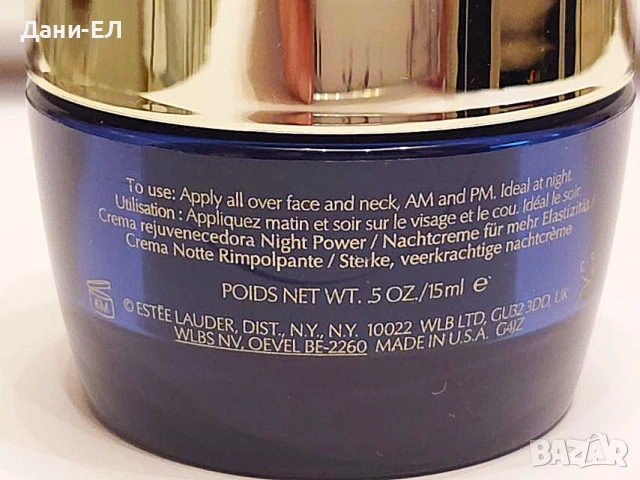 Дани-ЕЛ
To use: Apply all over face and neck, AM and PM. Ideal at night.
Utilisation : Appliquez matin et soir sur le visage et le cou. Idéal le soir.
Crema rejuvenecedora Night Power / Nachtcreme für mehr Elastizität /
Crema Notte Rimpolpante / Sterke, veerkrachtige nachtcrème
POIDS NET WT. .5 OZ./15ml e
© ESTĒE LAUDER, DIST., N.Y., N.Y. 10022 WLB LTD, GU32 3DD, UK
WLBS NV, OEVEL BE-2260 MADE IN U.S.A. G4JZ
BAZAR